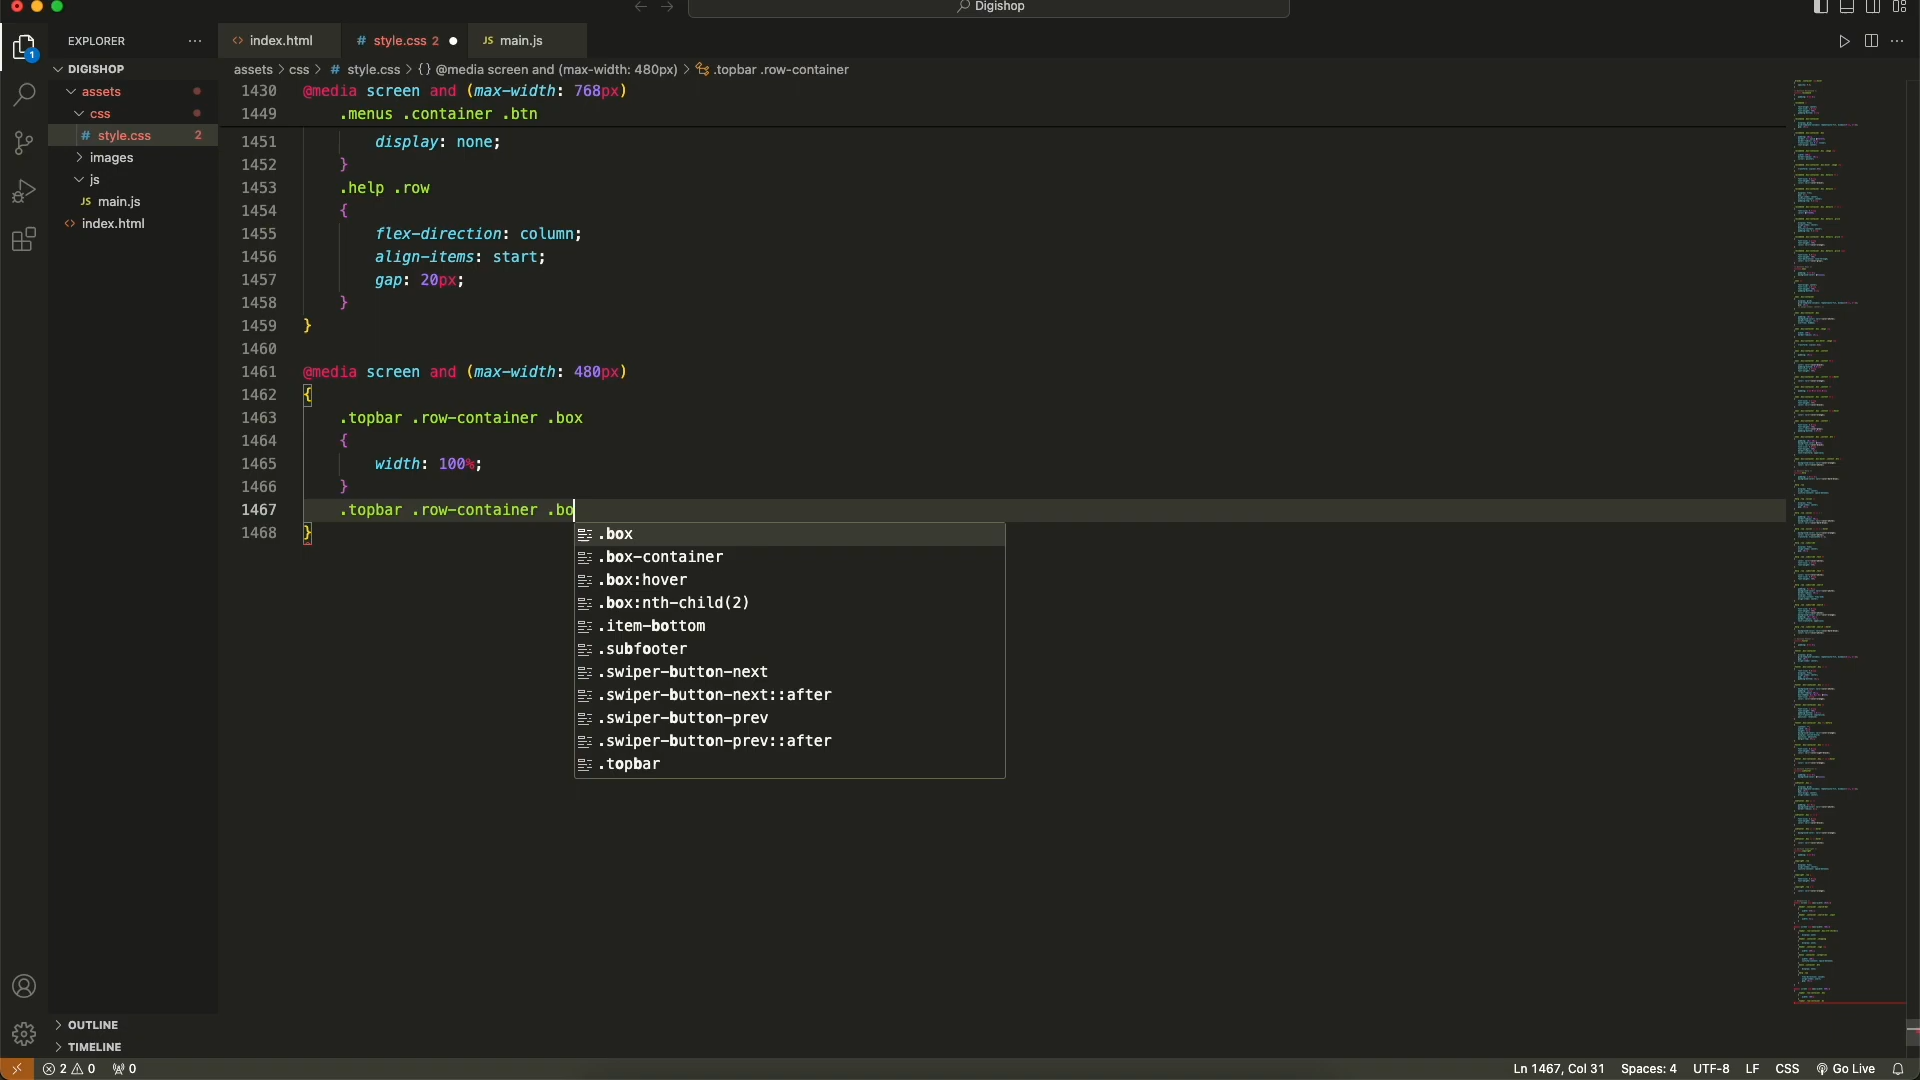 Digishop
EXPLORER ...
index.html
style.css 2
JS main.js
1
DIGISHOP
assets > css > # style.css > {} @media screen and (max-width: 480px) > .topbar .row-container
assets
css
# style.css 2
images
js
JS main.js
index.html
1430 @media screen and (max-width: 768px)
1449 .menus .container .btn
1451 display: none;
1452 }
1453 .help .row
1454 {
1455 flex-direction: column;
1456 align-items: start;
1457 gap: 20px;
1458 }
1459 }
1460
1461 @media screen and (max-width: 480px)
1462 {
1463 .topbar .row-container .box
1464 {
1465 width: 100%;
1466 }
1467 .topbar .row-container .bo
1468 }
.box
.box-container
.box:hover
.box:nth-child(2)
.item-bottom
.subfooter
.swiper-button-next
.swiper-button-next::after
.swiper-button-prev
.swiper-button-prev::after
.topbar
OUTLINE
TIMELINE
2 0 0
Ln 1467, Col 31 Spaces: 4 UTF-8 LF CSS Go Live